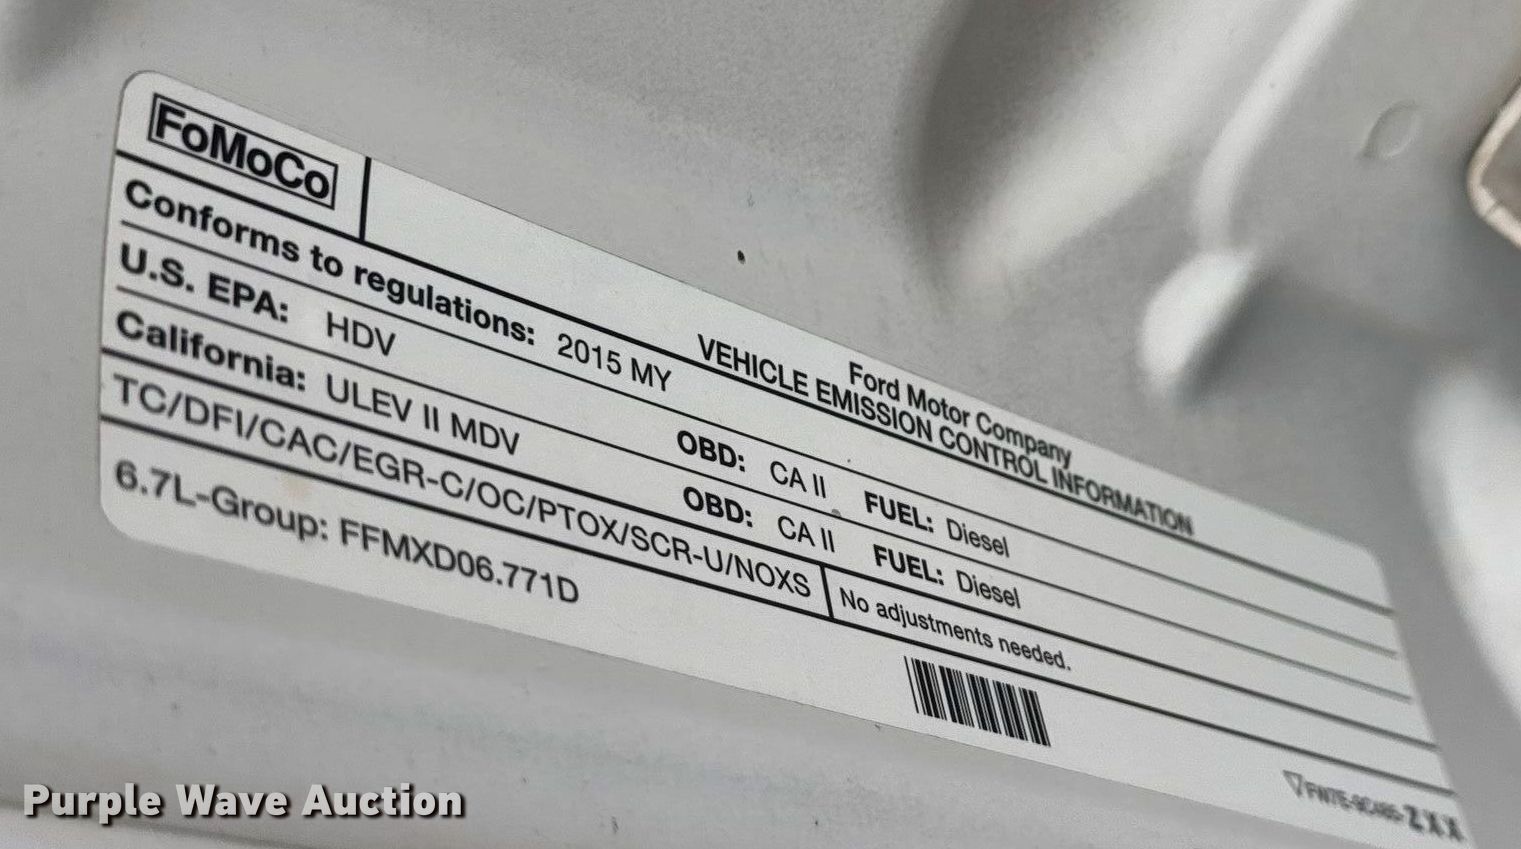 FoMoCo
Ford Motor Company
VEHICLE EMISSION CONTROL INFORMATION
Conforms to regulations: 2015 MY
U.S. EPA: HDV OBD: CA II FUEL: Diesel
California: ULEV II MDV OBD: CA II FUEL: Diesel
TC/DFI/CAC/EGR-C/OC/PTOX/SCR-U/NOXS No adjustments needed.
6.7L-Group: FFMXD06.771D
ZXX
Purple Wave Auction